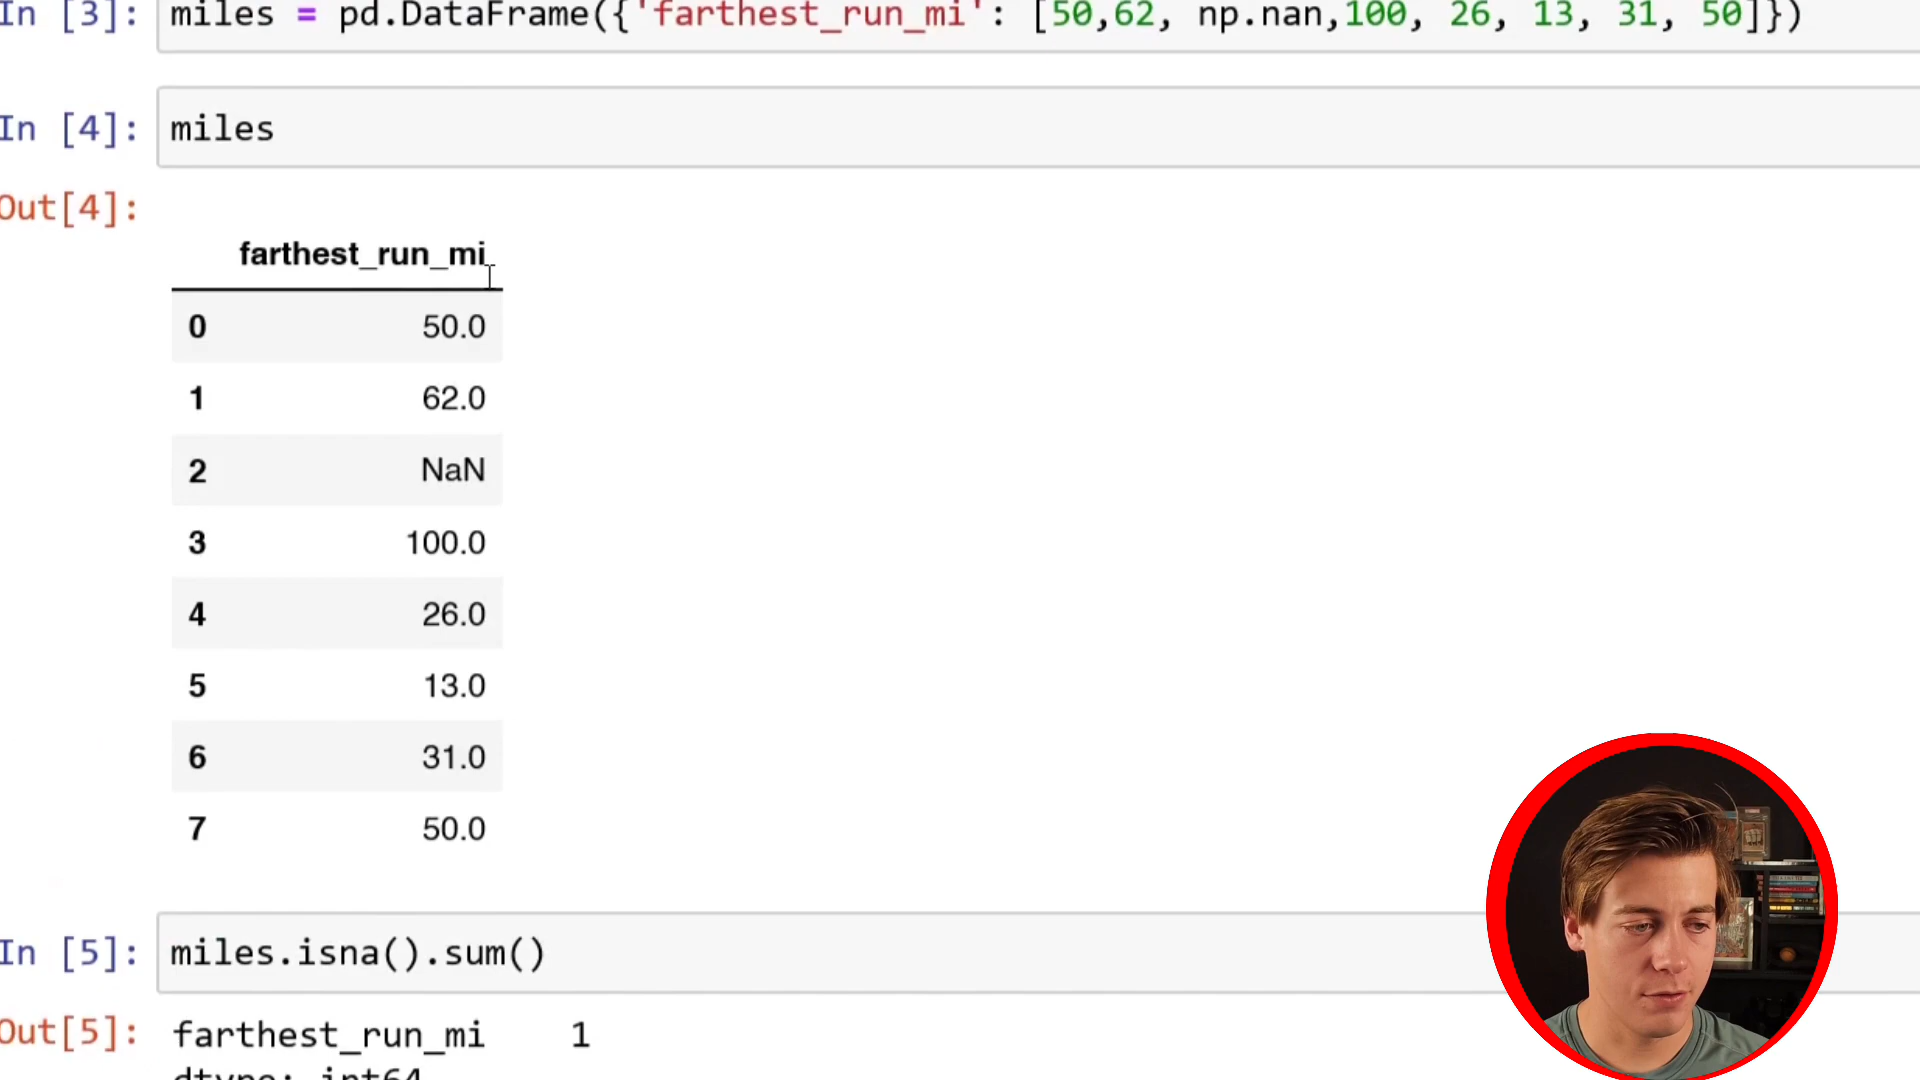 In [3]: miles = pd.DataFrame({'farthest_run_mi': [50,62, np.nan,100, 26, 13, 31, 50]})
In [4]: miles
Out[4]:
farthest_run_mi
0 50.0
1 62.0
2 NaN
3 100.0
4 26.0
5 13.0
6 31.0
7 50.0
In [5]: miles.isna().sum()
Out[5]: farthest_run_mi 1
dtype: int64